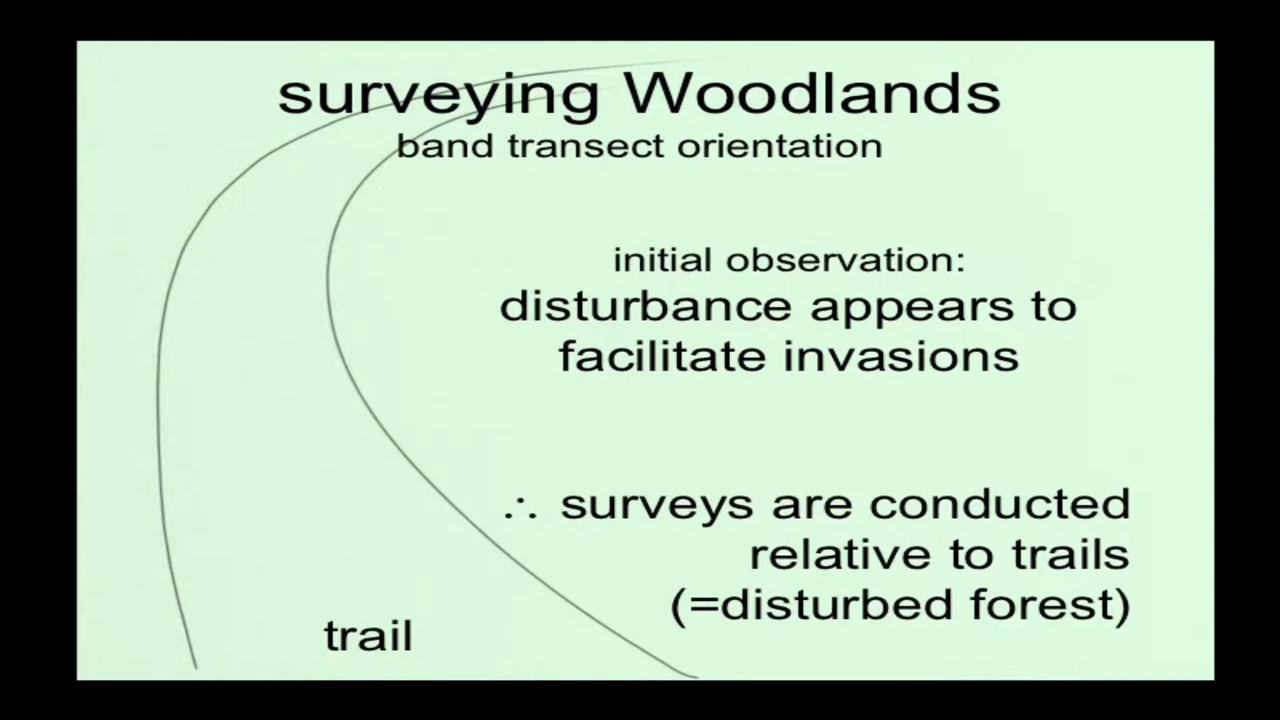 surveying Woodlands
band transect orientation
initial observation:
disturbance appears to
facilitate invasions
∴ surveys are conducted
relative to trails
(=disturbed forest)
trail